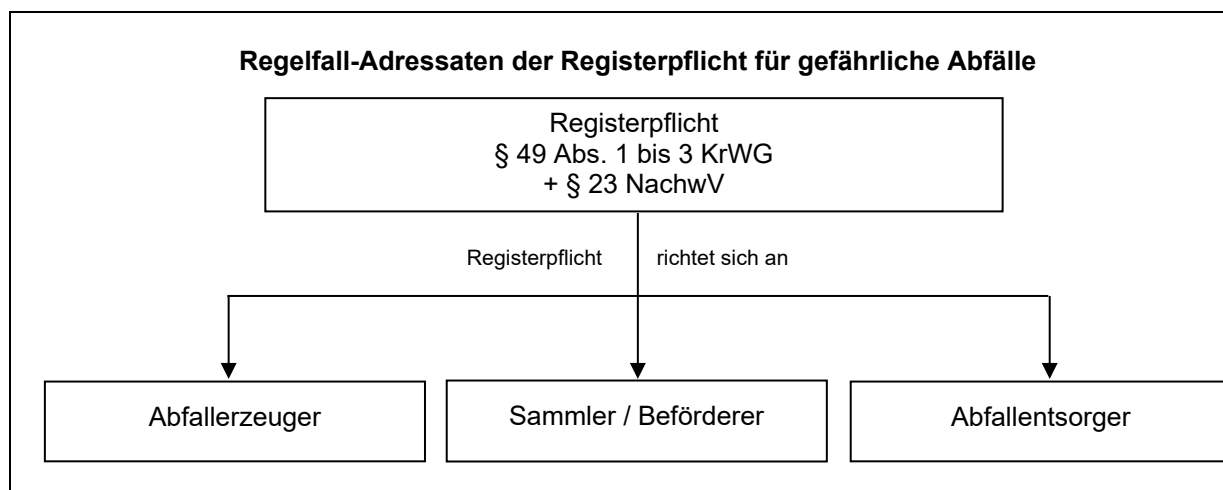 Regelfall-Adressaten der Registerpflicht für gefährliche Abfälle
Registerpflicht
§ 49 Abs. 1 bis 3 KrWG
+ § 23 NachwV
Registerpflicht richtet sich an
Abfallerzeuger
Sammler / Beförderer
Abfallentsorger